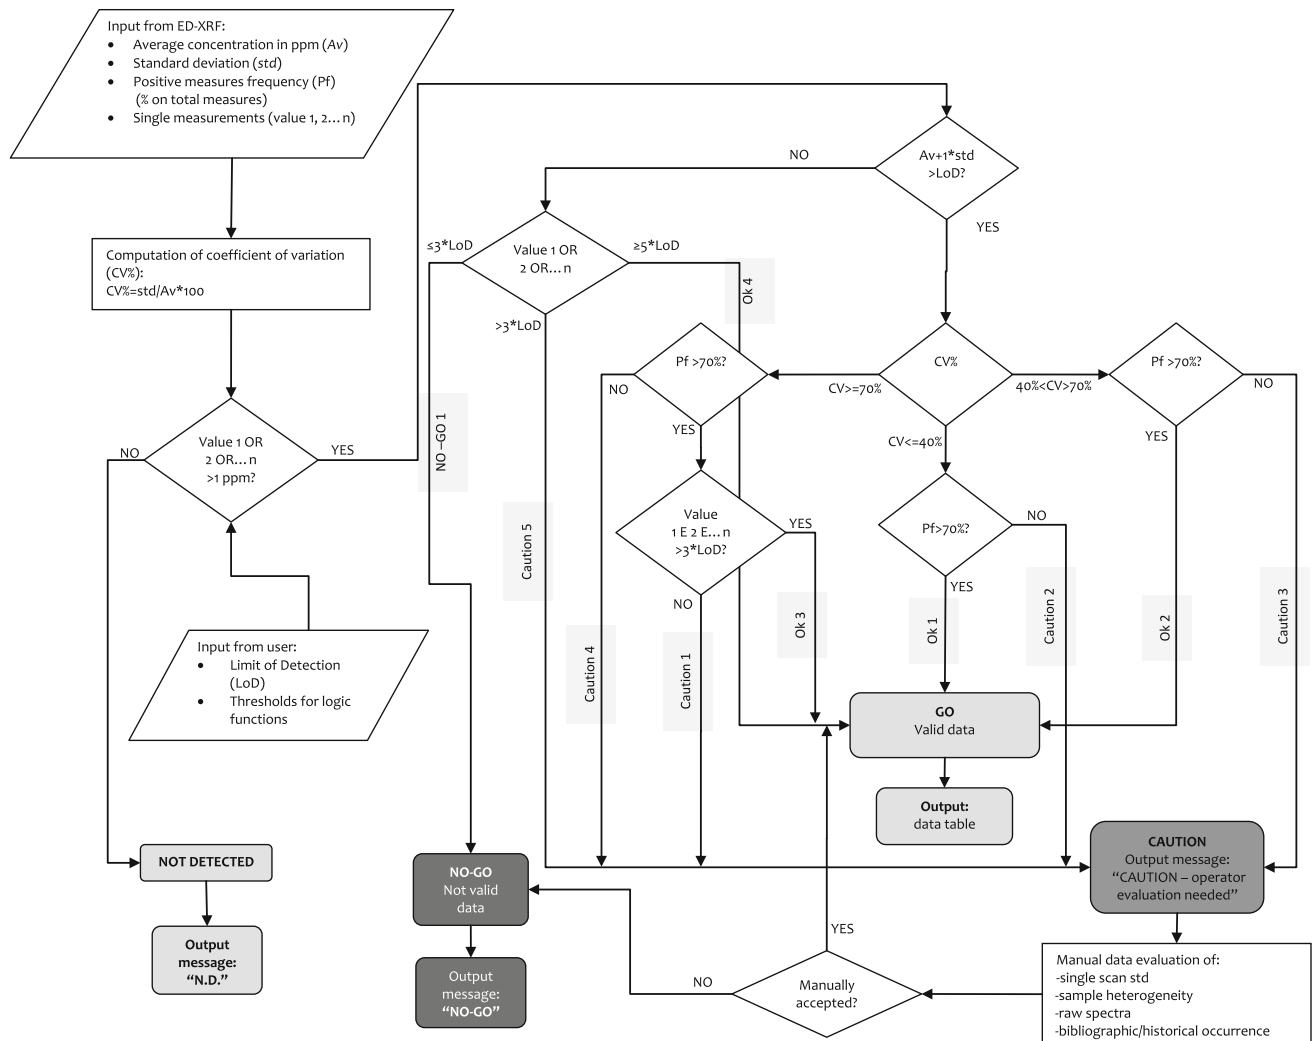 Input from ED-XRF:
• Average concentration in ppm (Av)
• Standard deviation (std)
• Positive measures frequency (Pf)
(% on total measures)
• Single measurements (value 1, 2...n)
Computation of coefficient of variation
(CV%):
CV%=std/Av*100
Value 1 OR
2 OR...n
>1 ppm?
NO
YES
Input from user:
• Limit of Detection
(LoD)
• Thresholds for logic
functions
NOT DETECTED
Output
message:
“N.D.”
Av+1*std
>LoD?
NO
YES
Value 1 OR
2 OR...n
≤3*LoD
≥5*LoD
>3*LoD
NO –GO 1
Ok 4
Caution 5
CV%
CV>=70%
40%<CV>70%
CV<=40%
Pf >70%?
NO
YES
Value
1 E 2 E...n
>3*LoD?
YES
NO
Caution 4
Caution 1
Ok 3
Pf>70%?
NO
YES
Ok 1
Caution 2
Pf >70%?
NO
YES
Ok 2
Caution 3
GO
Valid data
Output:
data table
CAUTION
Output message:
“CAUTION – operator
evaluation needed”
Manual data evaluation of:
-single scan std
-sample heterogeneity
-raw spectra
-bibliographic/historical occurrence
Manually
accepted?
YES
NO
NO-GO
Not valid
data
Output
message:
“NO-GO”